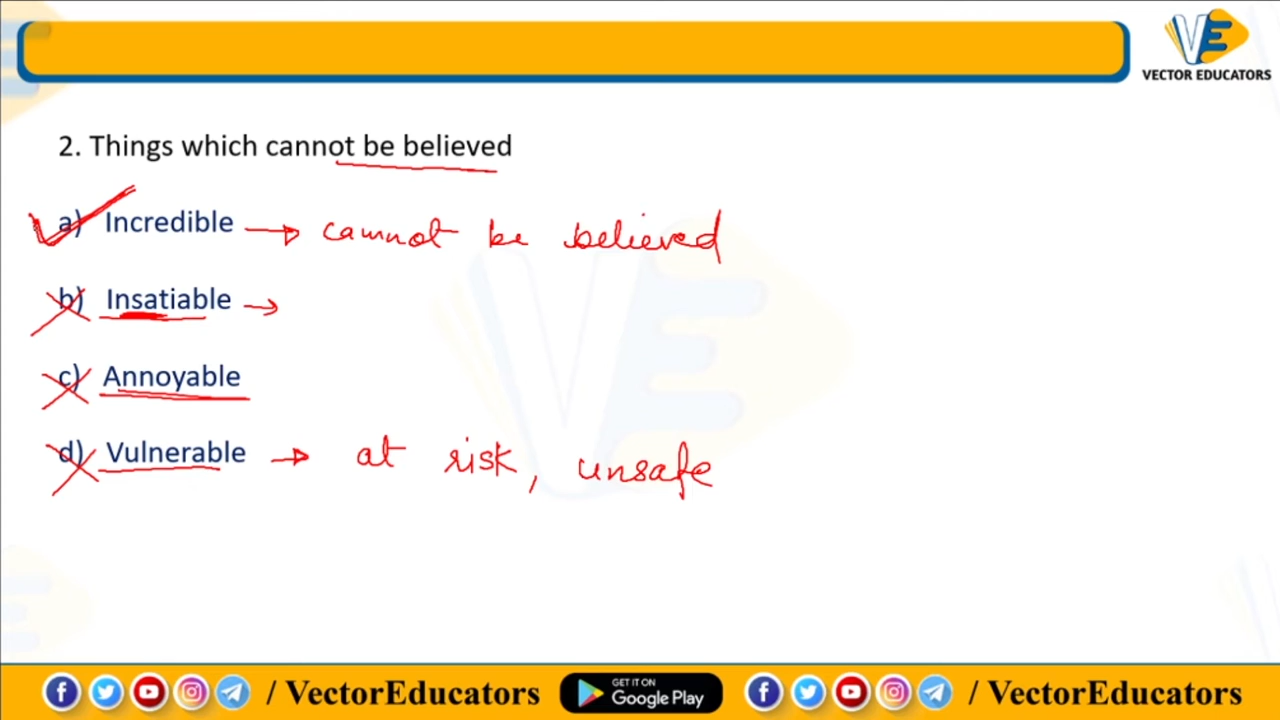 VE
VECTOR EDUCATORS
2. Things which cannot be believed
a) Incredible → cannot be believed
b) Insatiable →
c) Annoyable
d) Vulnerable → at risk, unsafe
/ VectorEducators GET IT ON Google Play / VectorEducators